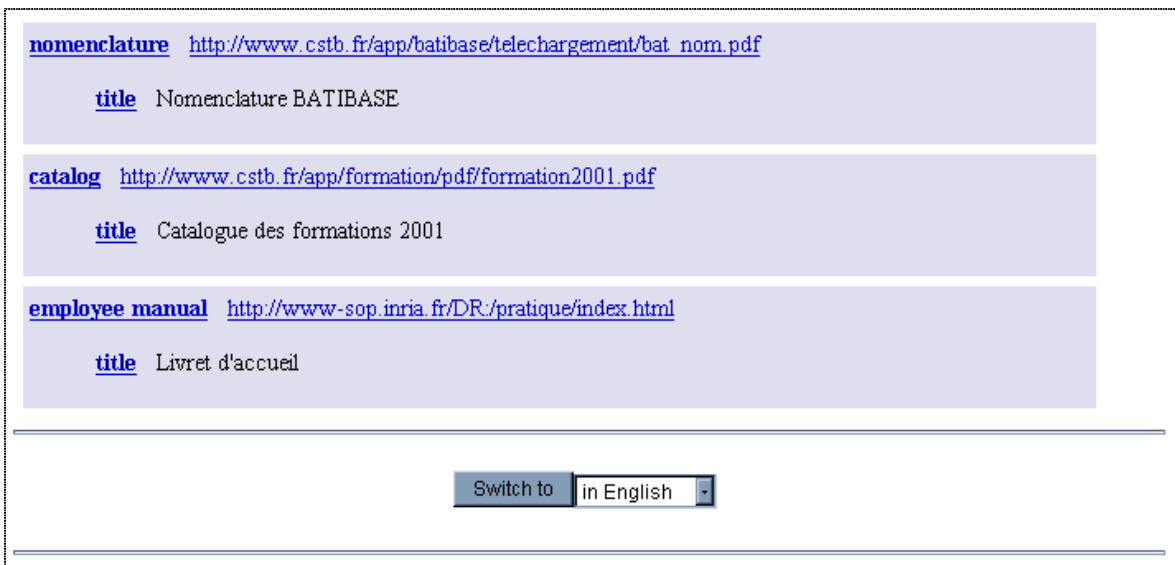 nomenclature http://www.cstb.fr/app/batibase/telechargement/bat_nom.pdf
title Nomenclature BATIBASE
catalog http://www.cstb.fr/app/formation/pdf/formation2001.pdf
title Catalogue des formations 2001
employee manual http://www-sop.inria.fr/DR:/pratique/index.html
title Livret d'accueil
Switch to in English